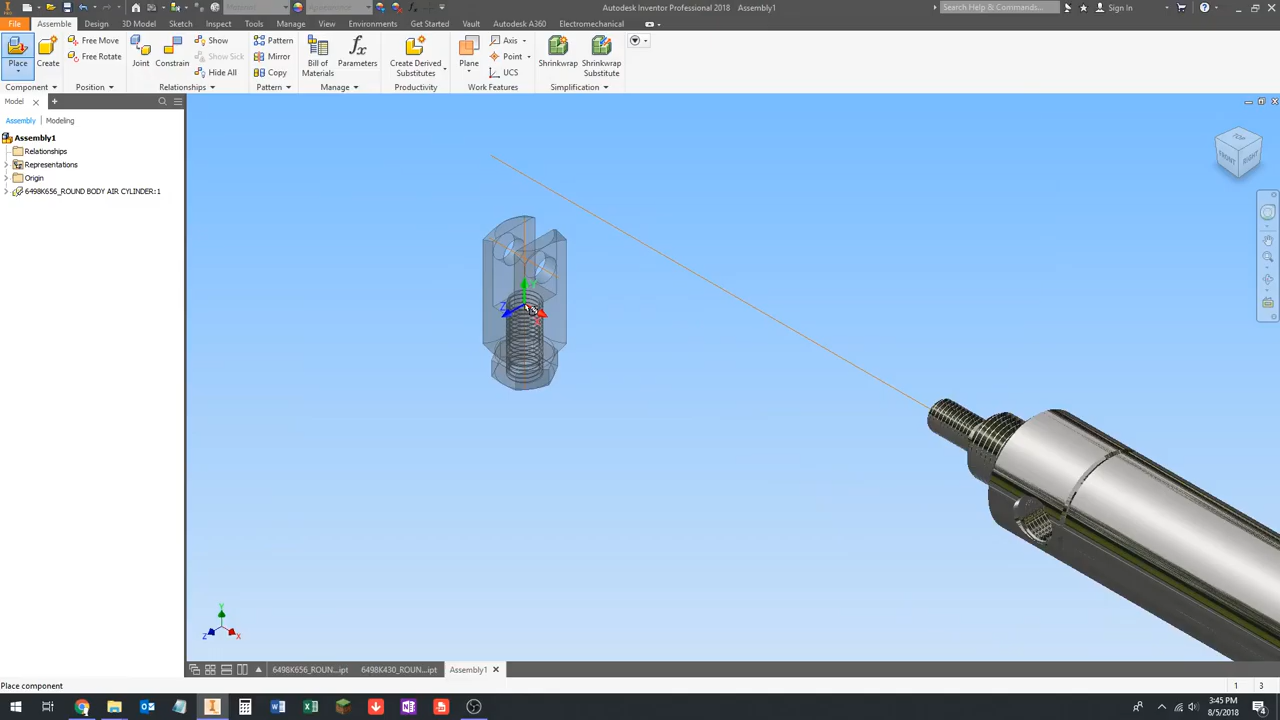 Autodesk Inventor Professional 2018 Assembly1
Search Help & Commands...
Sign In
File Assemble Design 3D Model Sketch Inspect Tools Manage View Environments Get Started Vault Autodesk A360 Electromechanical
Place
Create
Free Move
Free Rotate
Joint
Constrain
Show
Show Sick
Hide All
Pattern
Mirror
Copy
Bill of
Materials
Parameters
Create Derived
Substitutes
Plane
Axis
Point
UCS
Shrinkwrap
Shrinkwrap
Substitute
Component Position Relationships Pattern Manage Productivity Work Features Simplification
Model
Assembly Modeling
Assembly1
Relationships
Representations
Origin
6498K656_ROUND BODY AIR CYLINDER:1
TOP
FRONT
RIGHT
Z
Y
Z
X
6498K656_ROUN...ipt 6498K430_ROUN...ipt Assembly1
Place component
1 3
3:45 PM
8/5/2018